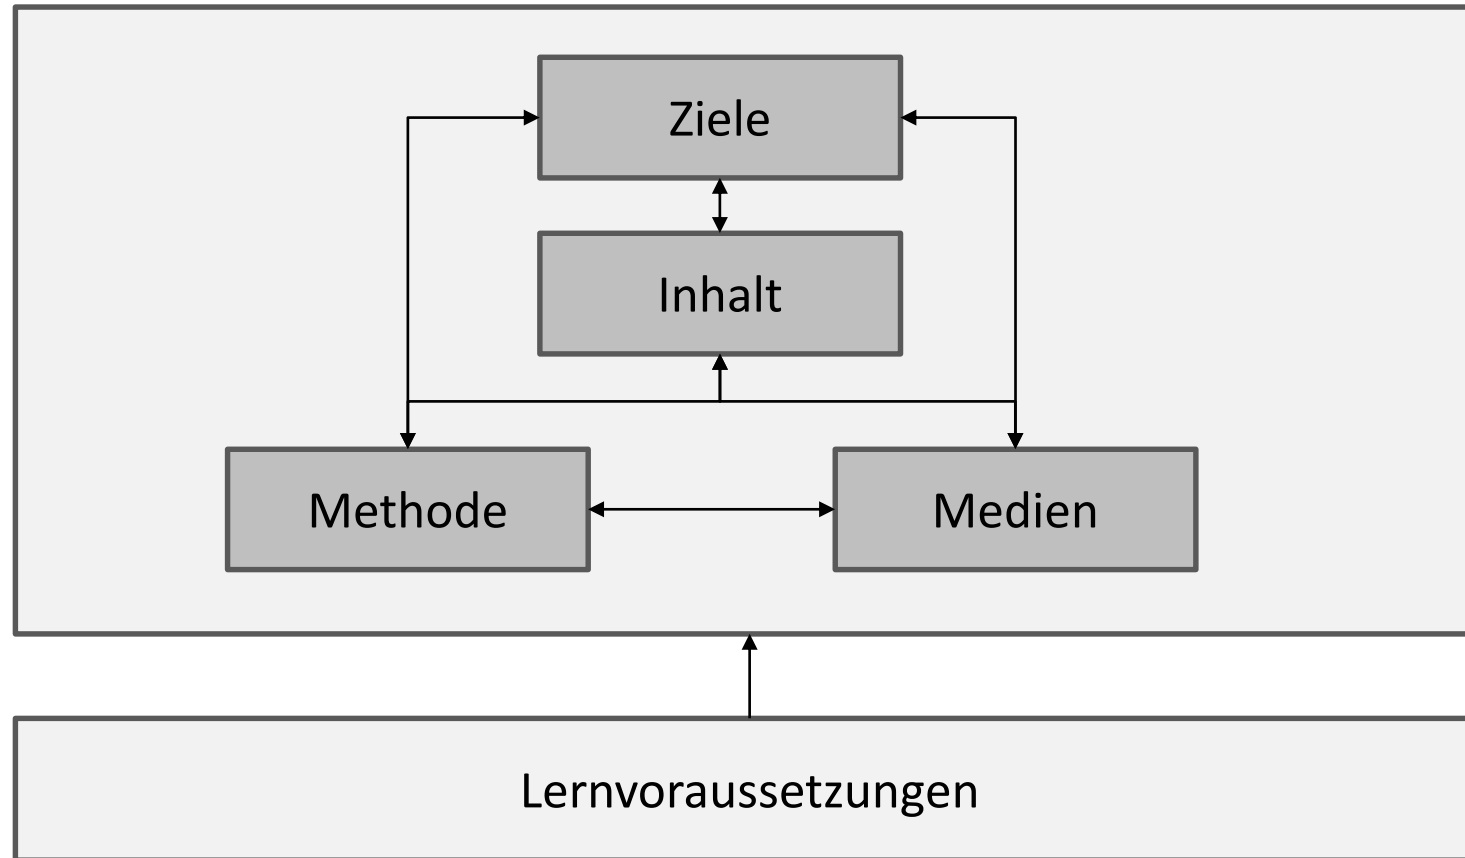 Ziele
Inhalt
Methode
Medien
Lernvoraussetzungen